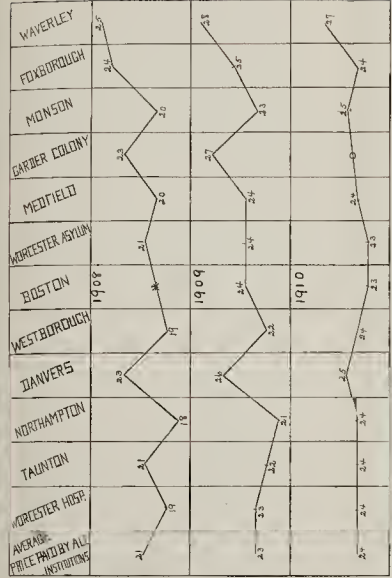 WAVERLEY 25 28 27
FOXBOROUGH 24 25 24
MONSON 20 23 25
GARDER COLONY 23 27
MEDFIELD 20 24 24
WORCESTER ASYLUM 21 24 23
1908 1909 1910
BOSTON 24 23
WESTBOROUGH 19 22 24
DANVERS 23 26 25
NORTHAMPTON 18 21 24
TAUNTON 21 22 24
WORCESTER HOSP. 19 23 24
AVERAGE
PRICE PAID BY ALL
INSTITUTIONS 21 23 24